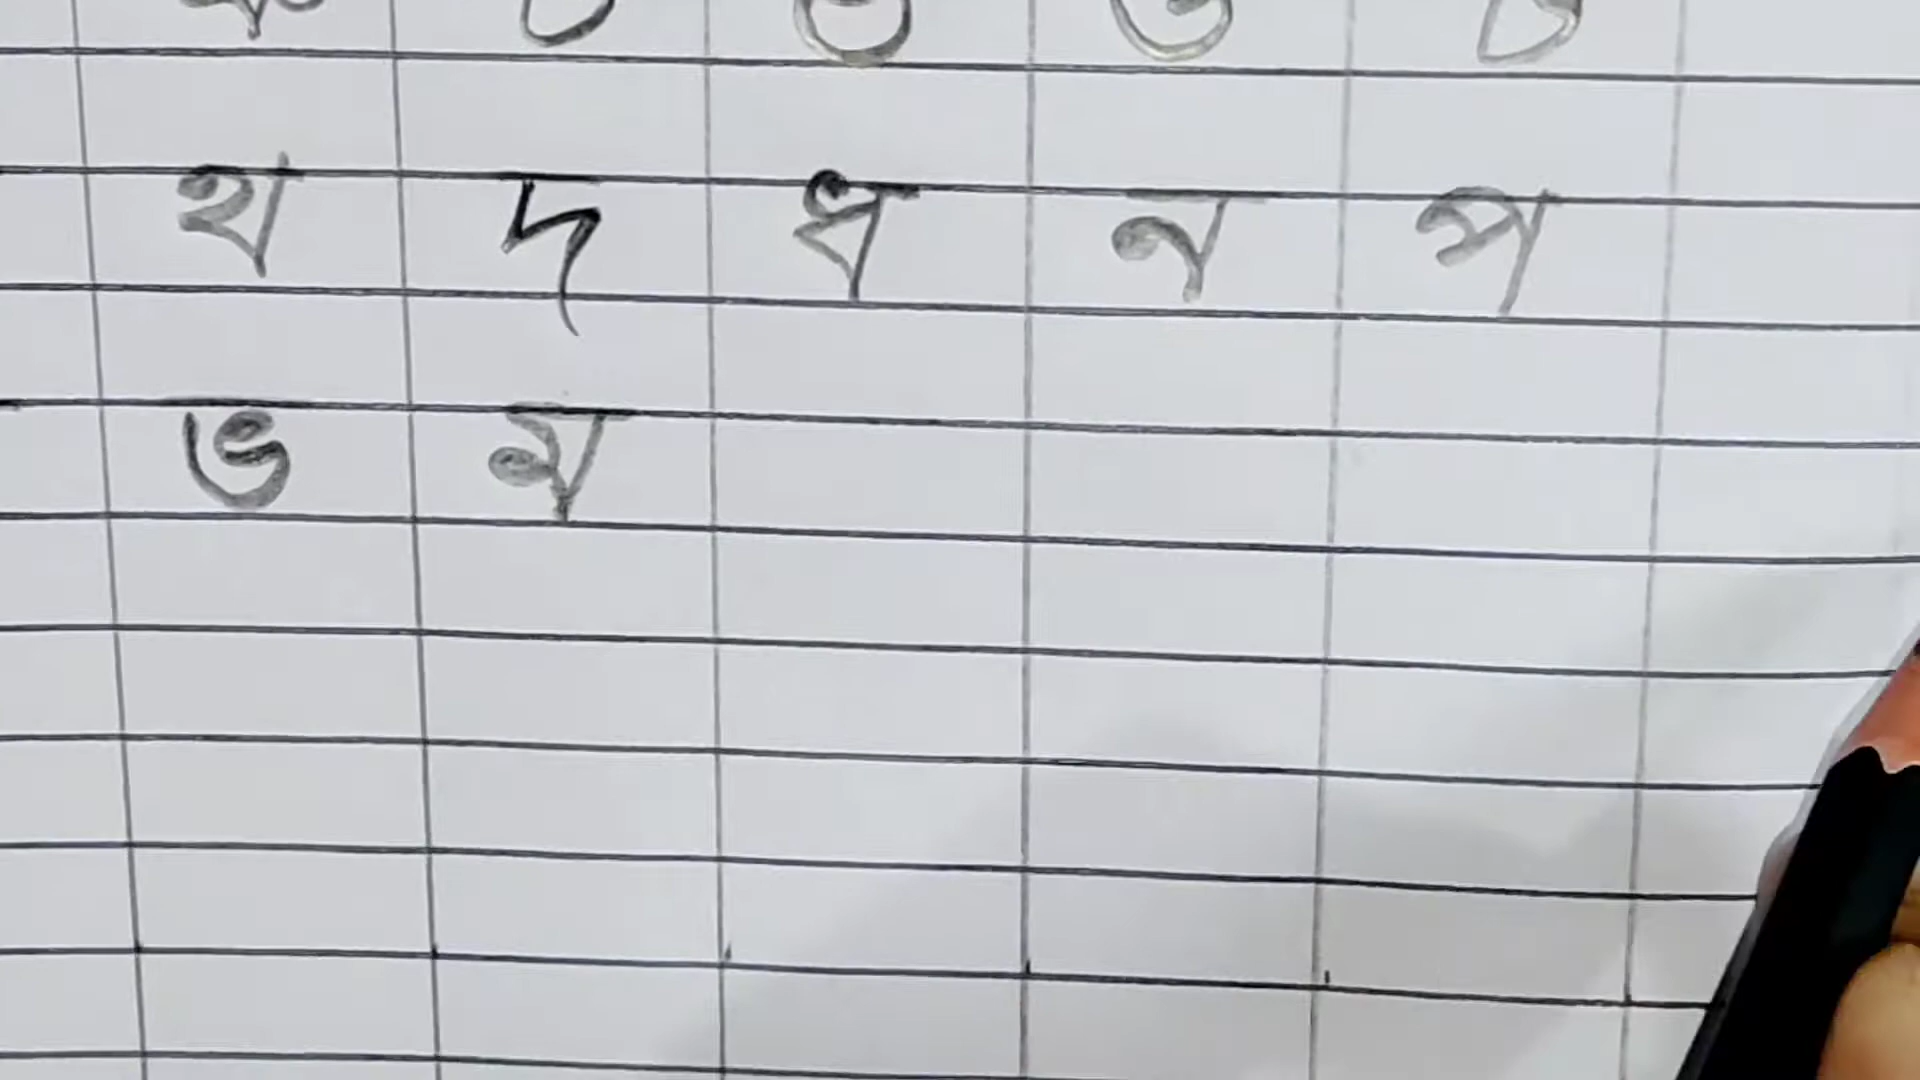 থ দ ধ ন প
ভ ম